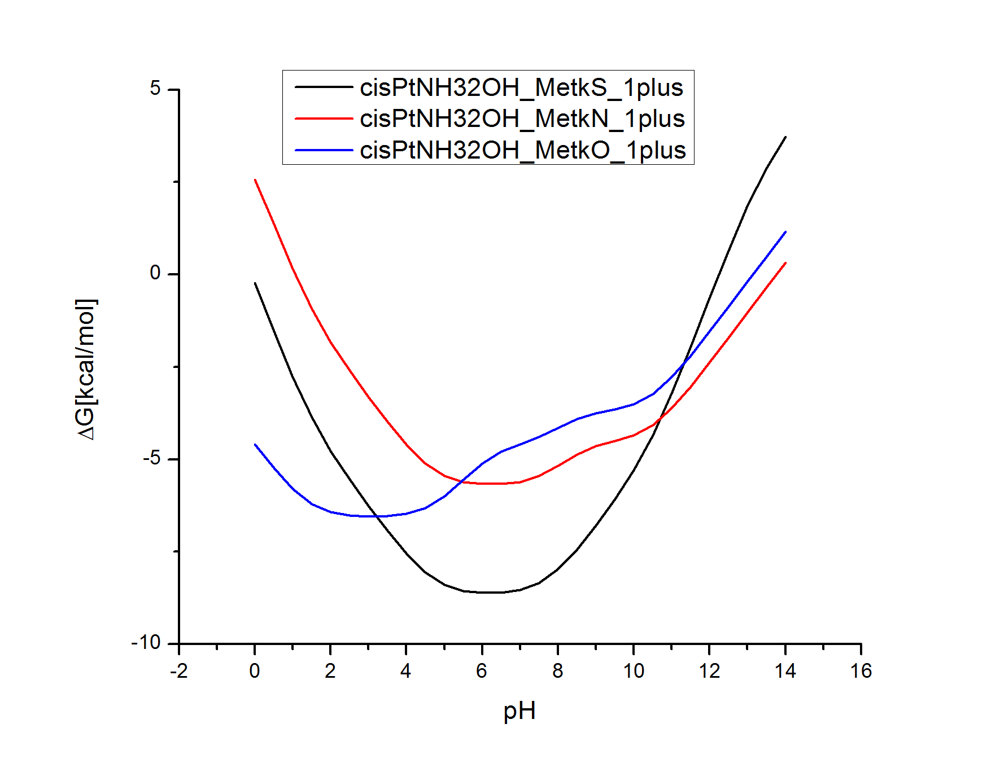 cisPtNH32OH_MetkS_1plus
cisPtNH32OH_MetkN_1plus
cisPtNH32OH_MetkO_1plus
5
0
-5
-10
ΔG[kcal/mol]
-2 0 2 4 6 8 10 12 14 16
pH